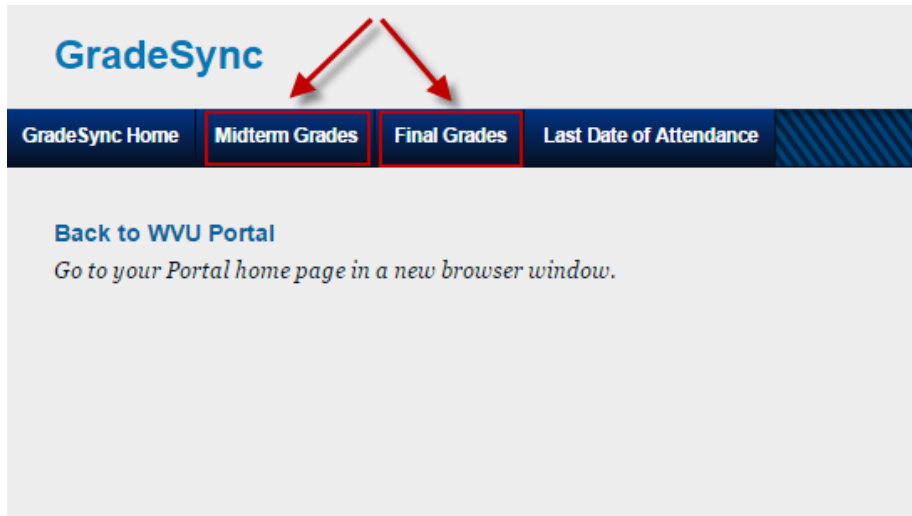 GradeSync
GradeSync Home Midterm Grades Final Grades Last Date of Attendance
Back to WVU Portal
Go to your Portal home page in a new browser window.